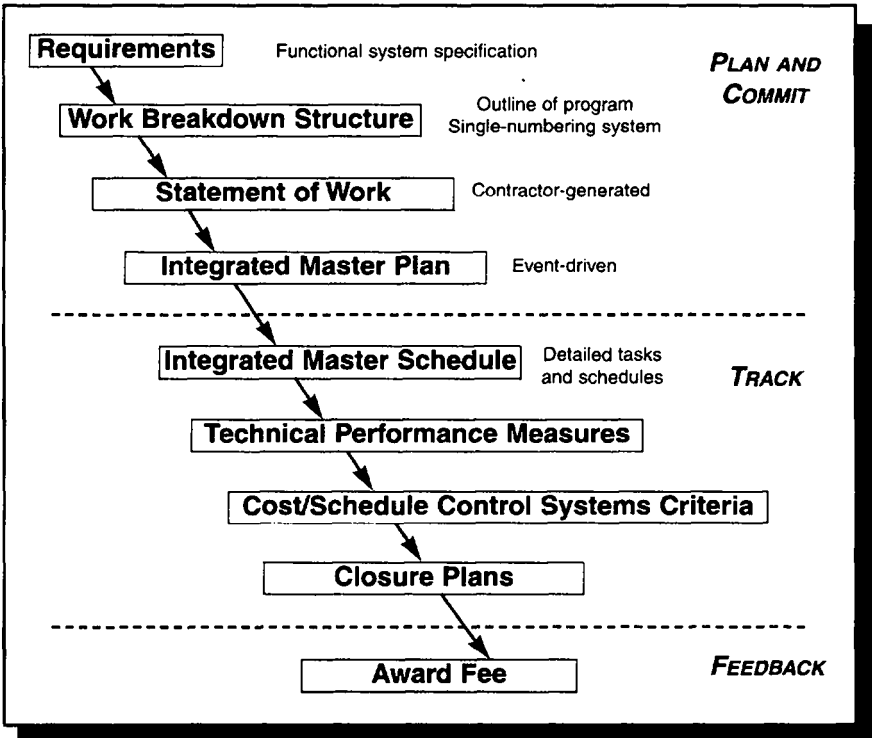 Requirements
Functional system specification
PLAN AND
COMMIT
Work Breakdown Structure
Outline of program
Single-numbering system
Statement of Work
Contractor-generated
Integrated Master Plan
Event-driven
Integrated Master Schedule
Detailed tasks
and schedules
TRACK
Technical Performance Measures
Cost/Schedule Control Systems Criteria
Closure Plans
Award Fee
FEEDBACK